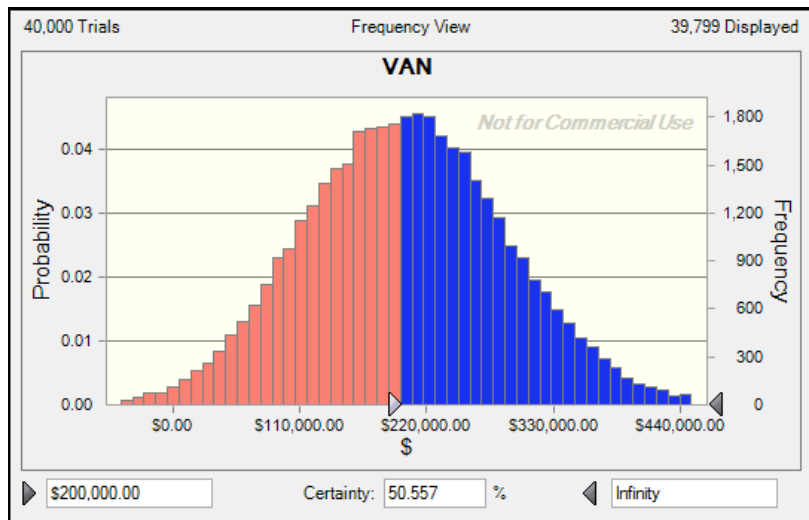 40,000 Trials Frequency View 39,799 Displayed
VAN
Not for Commercial Use
Probability
0.04
0.03
0.02
0.01
0.00
Frequency
1,800
1,500
1,200
900
600
300
0
$0.00 $110,000.00 $220,000.00 $330,000.00 $440,000.00
$
$200,000.00 Certainty: 50.557 % Infinity